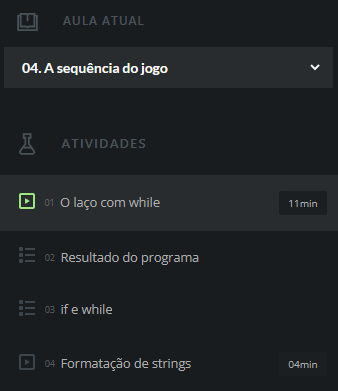 AULA ATUAL
04. A sequência do jogo
ATIVIDADES
01 O laço com while 11min
02 Resultado do programa
03 if e while
04 Formatação de strings 04min